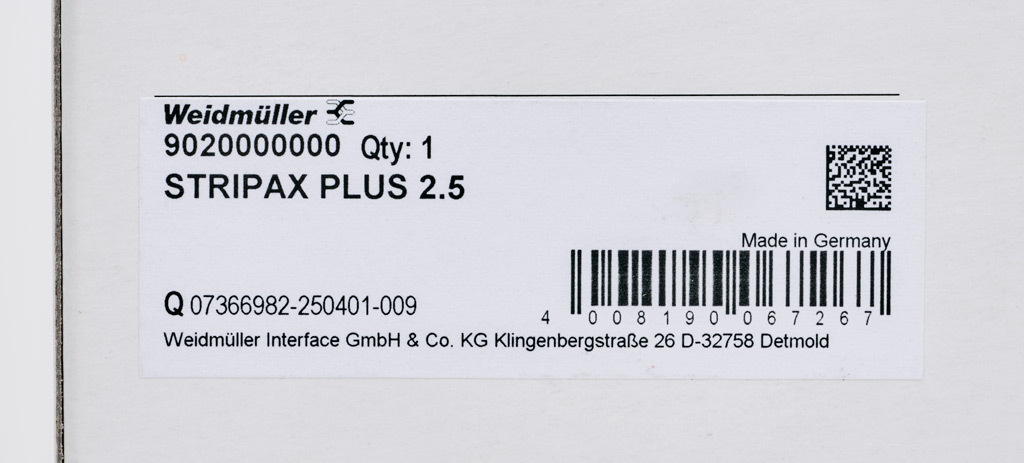 Weidmüller
9020000000 Qty: 1
STRIPAX PLUS 2.5
Made in Germany
4 008190 067267
Q 07366982-250401-009
Weidmüller Interface GmbH & Co. KG Klingenbergstraße 26 D-32758 Detmold